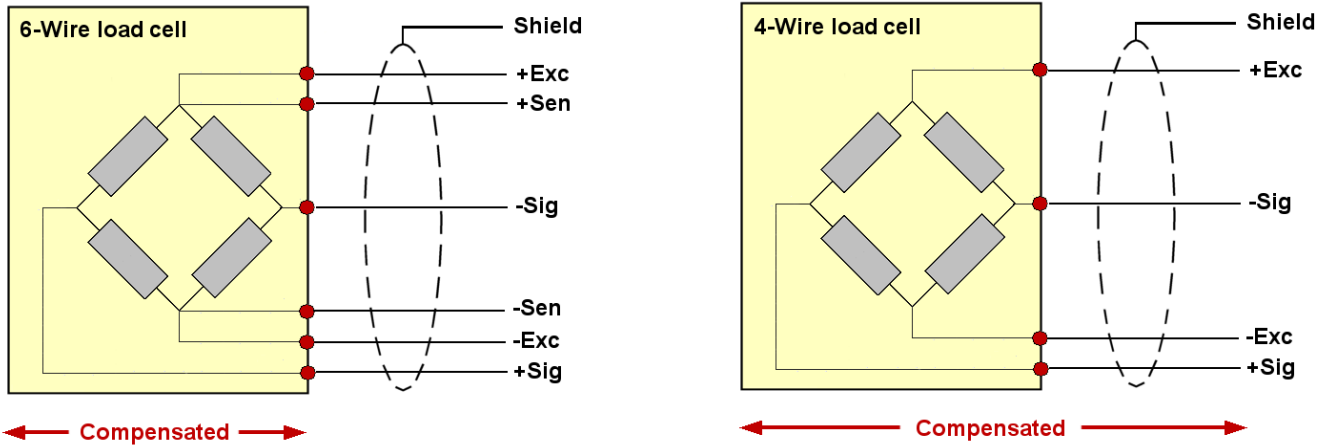 6-Wire load cell
Shield
+Exc
+Sen
-Sig
-Sen
-Exc
+Sig
Compensated
4-Wire load cell
Shield
+Exc
-Sig
-Exc
+Sig
Compensated